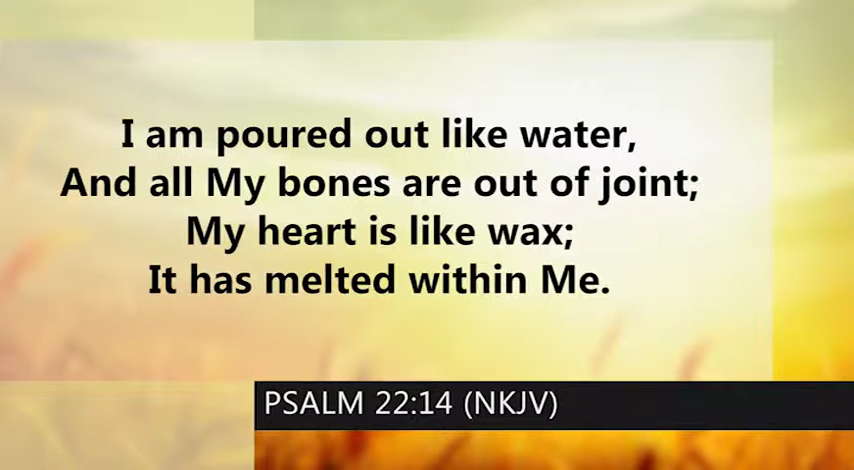 I am poured out like water,
And all My bones are out of joint;
My heart is like wax;
It has melted within Me.
PSALM 22:14 (NKJV)